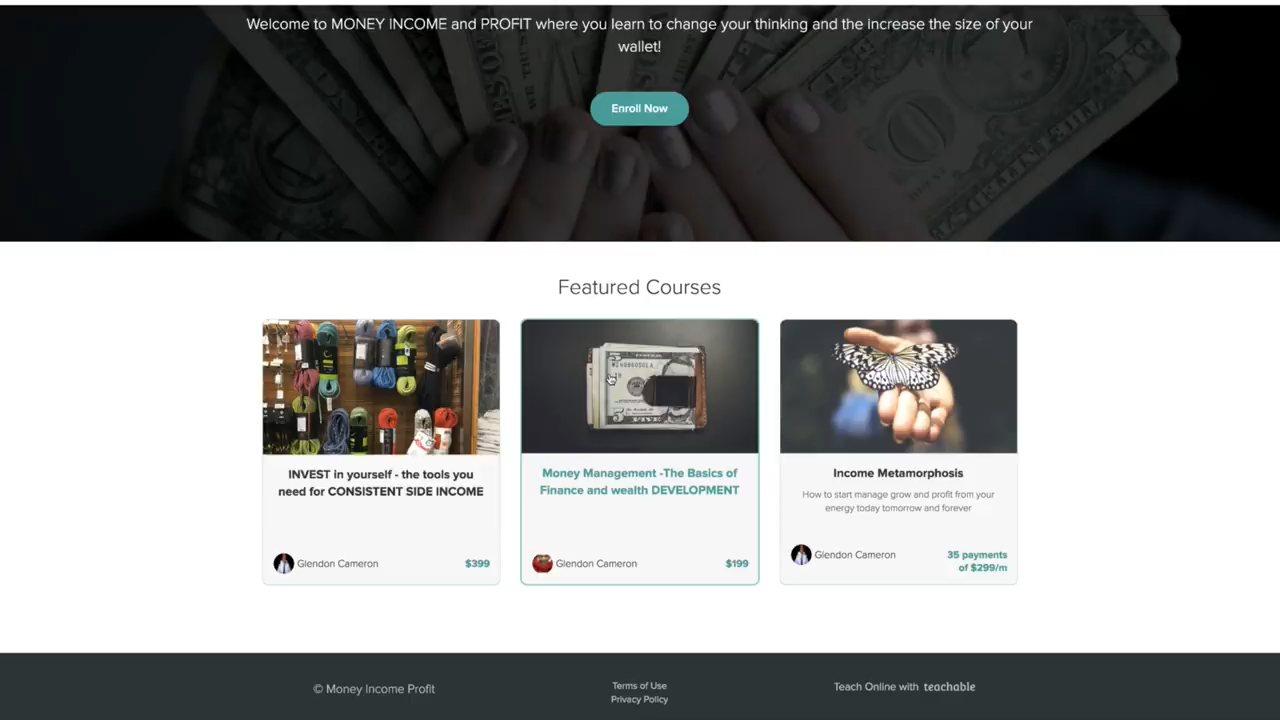 Welcome to MONEY INCOME and PROFIT where you learn to change your thinking and the increase the size of your
wallet!
Enroll Now
Featured Courses
INVEST in yourself - the tools you
need for CONSISTENT SIDE INCOME
Glendon Cameron
$399
Money Management -The Basics of
Finance and wealth DEVELOPMENT
Glendon Cameron
$199
Income Metamorphosis
How to start manage grow and profit from your
energy today tomorrow and forever
Glendon Cameron
35 payments
of $299/m
© Money Income Profit
Terms of Use
Privacy Policy
Teach Online with teachable